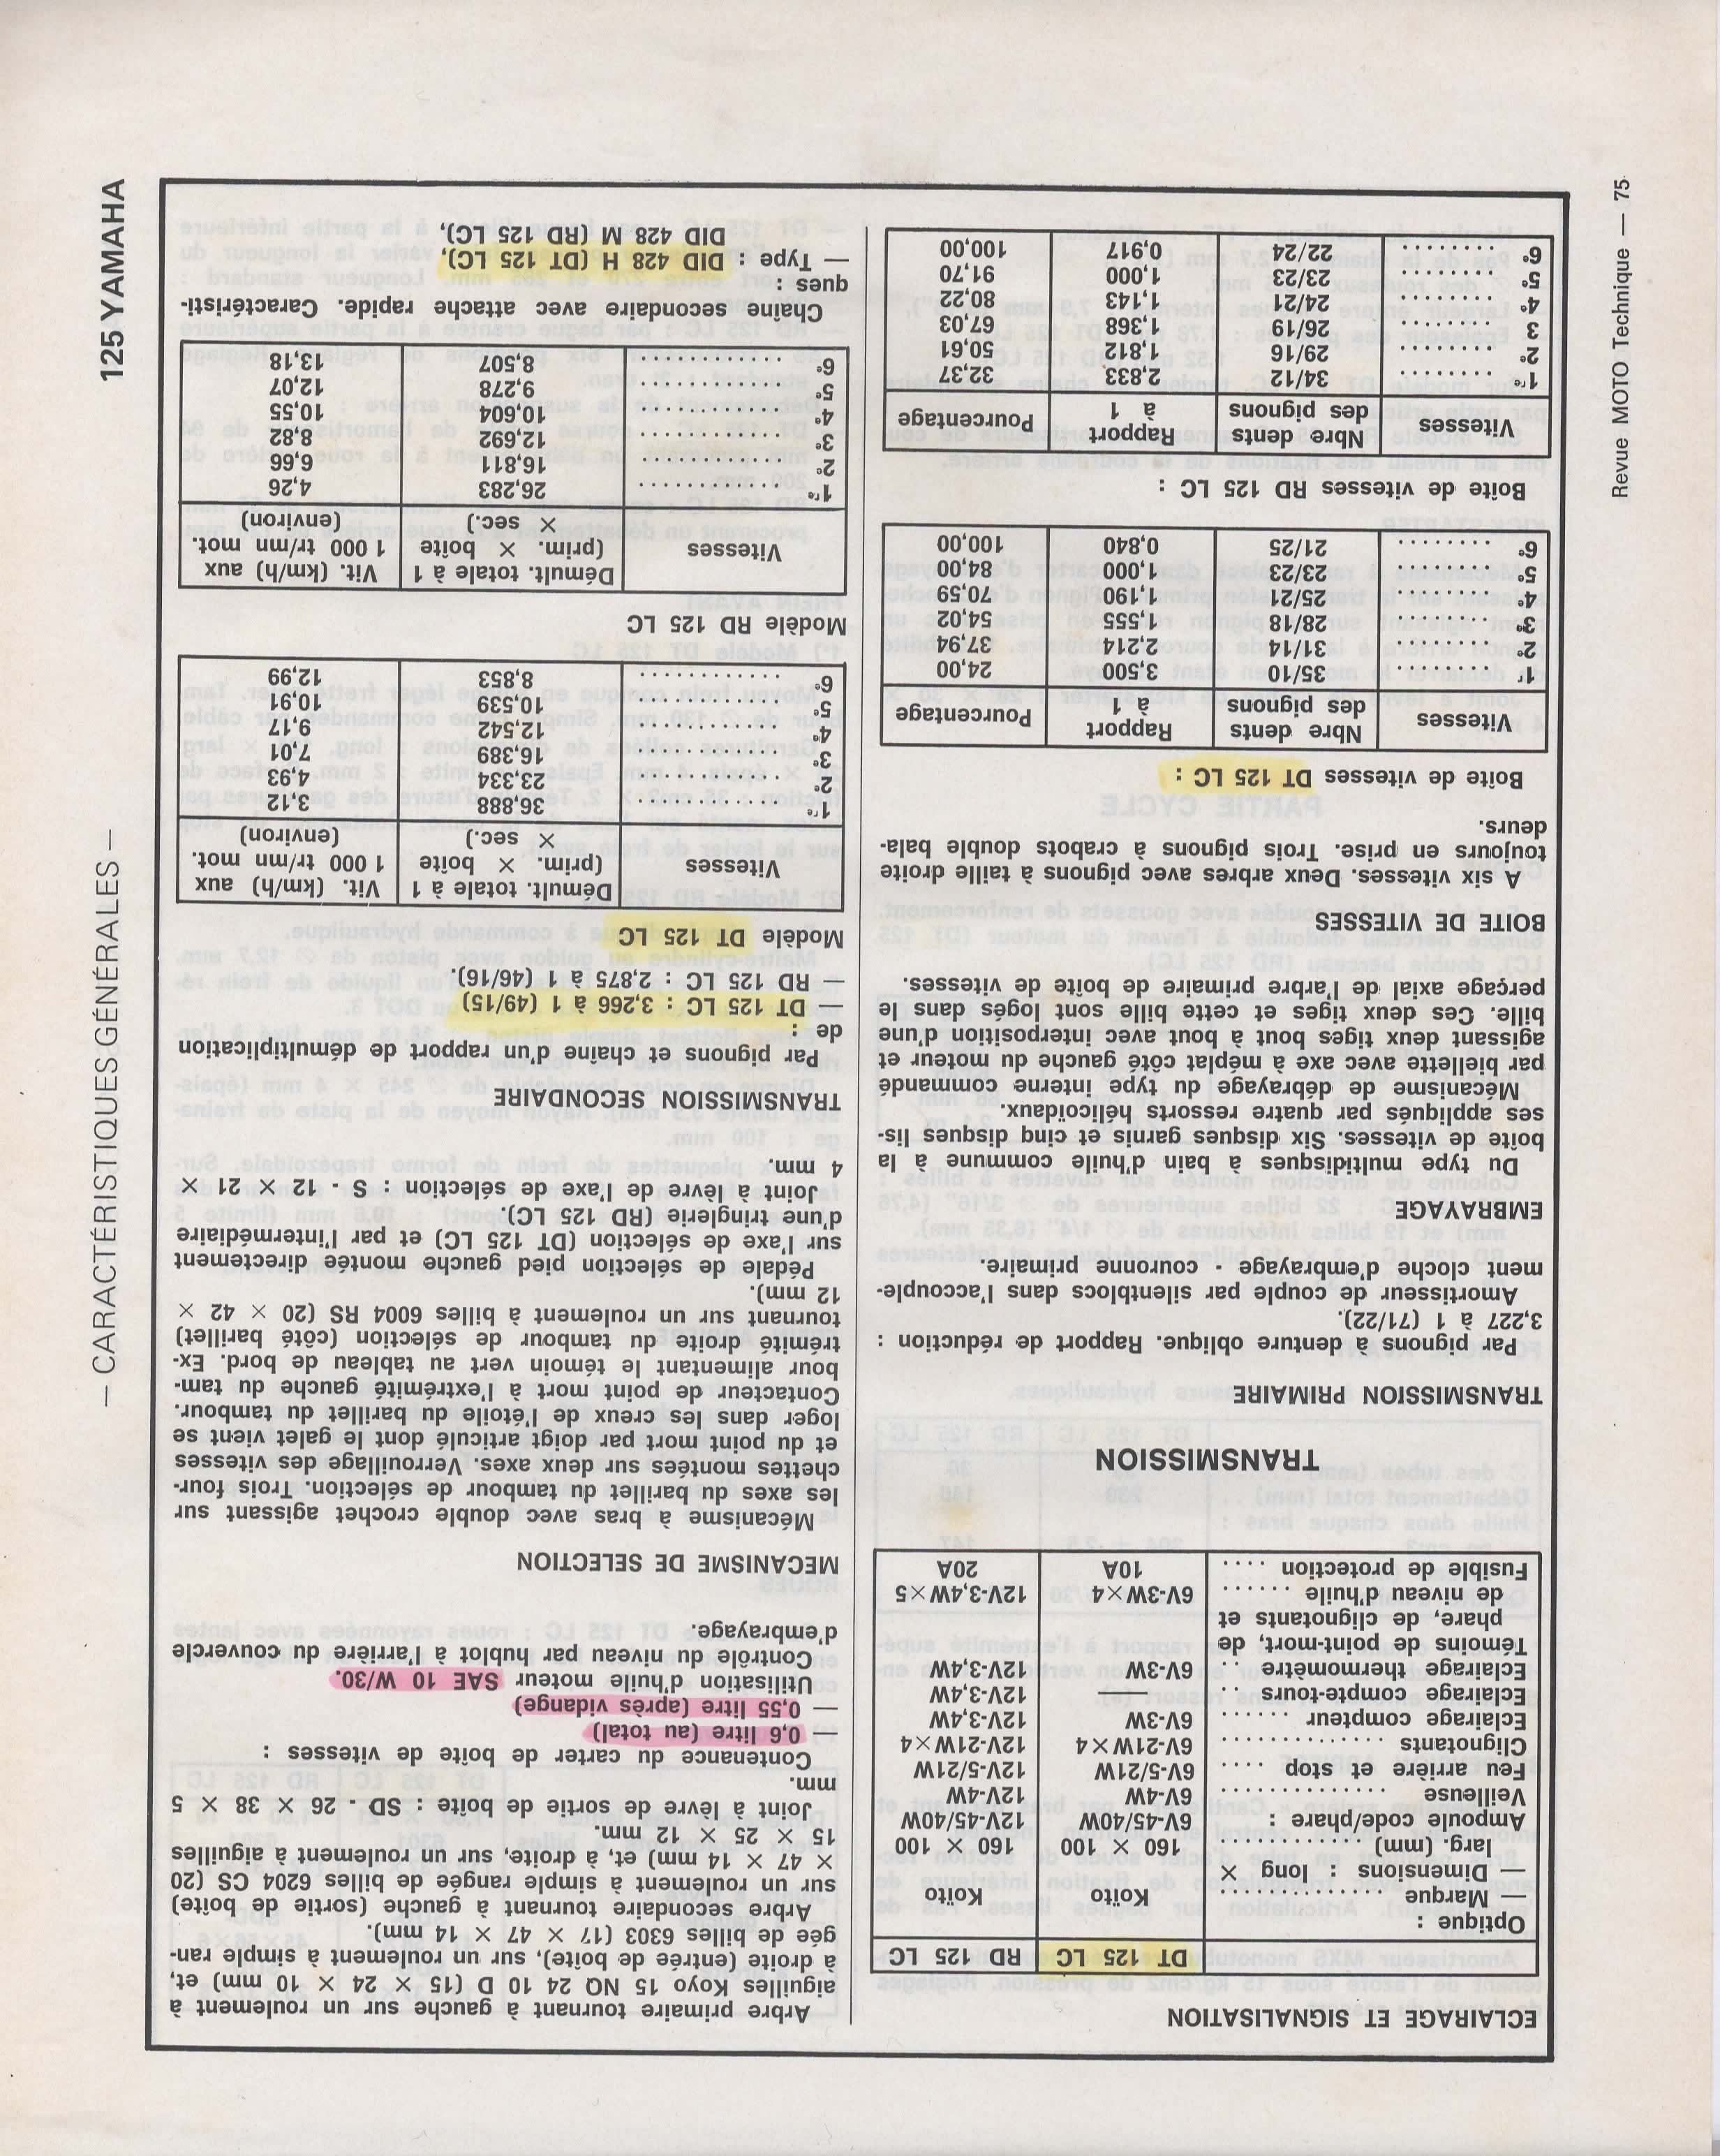 ECLAIRAGE ET SIGNALISATION
DT 125 LC RD 125 LC
Optique :
— Marque .............. Koïto Koïto
— Dimensions : long ×
larg. (mm) ............ 160 × 100 160 × 100
Ampoule code/phare : 6V-45/40W 12V-45/40W
Veilleuse .............. 6V-4W 12V-4W
Feu arrière et stop .... 6V-5/21W 12V-5/21W
Clignotants .............. 6V-21W×4 12V-21W×4
Eclairage compteur ...... 6V-3W 12V-3,4W
Eclairage compte-tours .. — 12V-3,4W
Eclairage thermomètre .. 6V-3W 12V-3,4W
Témoins de point-mort, de
phare, de clignotants et
de niveau d'huile ...... 6V-3W×4 12V-3,4W×5
Fusible de protection .... 10A 20A
TRANSMISSION
TRANSMISSION PRIMAIRE
Par pignons à denture oblique. Rapport de réduction :
3,227 à 1 (71/22).
Amortisseur de couple par silentblocs dans l'accouple-
ment cloche d'embrayage - couronne primaire.
EMBRAYAGE
Du type multidisques à bain d'huile commune à la
boîte de vitesses. Six disques garnis et cinq disques lis-
ses appliqués par quatre ressorts hélicoïdaux.
Mécanisme de débrayage du type interne commandé
par biellette avec axe à méplat côté gauche du moteur et
agissant deux tiges bout à bout avec interposition d'une
bille. Ces deux tiges et cette bille sont logés dans le
perçage axial de l'arbre primaire de boîte de vitesses.
BOITE DE VITESSES
A six vitesses. Deux arbres avec pignons à taille droite
toujours en prise. Trois pignons à crabots double bala-
deurs.
Boîte de vitesses DT 125 LC :
Vitesses Nbre dents Rapport Pourcentage
des pignons à 1
1r ........ 35/10 3,500 24,00
2e ........ 31/14 2,214 37,94
3e ........ 28/18 1,555 54,02
4e ........ 25/21 1,190 70,59
5e ........ 23/23 1,000 84,00
6e ........ 21/25 0,840 100,00
Boîte de vitesses RD 125 LC :
Vitesses Nbre dents Rapport Pourcentage
des pignons à 1
1re ........ 34/12 2,833 32,37
2e ........ 29/16 1,812 50,61
3 ........ 26/19 1,368 67,03
4e ........ 24/21 1,143 80,22
5e ........ 23/23 1,000 91,70
6e ........ 22/24 0,917 100,00
Arbre primaire tournant à gauche sur un roulement à
aiguilles Koyo 15 NQ 24 10 D (15 × 24 × 10 mm) et,
à droite (entrée de boîte), sur un roulement à simple ran-
gée de billes 6303 (17 × 47 × 14 mm).
Arbre secondaire tournant à gauche (sortie de boîte)
sur un roulement à simple rangée de billes 6204 CS (20
× 47 × 14 mm) et, à droite, sur un roulement à aiguilles
15 × 25 × 12 mm.
Joint à lèvre de sortie de boîte : SD - 26 × 38 × 5
mm.
Contenance du carter de boîte de vitesses :
— 0,6 litre (au total)
— 0,55 litre (après vidange)
Utilisation d'huile moteur SAE 10 W/30.
Contrôle du niveau par hublot à l'arrière du couvercle
d'embrayage.
MECANISME DE SELECTION
Mécanisme à bras avec double crochet agissant sur
les axes du barillet du tambour de sélection. Trois four-
chettes montées sur deux axes. Verrouillage des vitesses
et du point mort par doigt articulé dont le galet vient se
loger dans les creux de l'étoile du barillet du tambour.
Contacteur de point mort à l'extrémité gauche du tam-
bour alimentant le témoin vert au tableau de bord. Ex-
trémité droite du tambour de sélection (côté barillet)
tournant sur un roulement à billes 6004 RS (20 × 42 ×
12 mm).
Pédale de sélection pied gauche montée directement
sur l'axe de sélection (DT 125 LC) et par l'intermédiaire
d'une tringlerie (RD 125 LC).
Joint à lèvre de l'axe de sélection : S - 12 × 21 ×
4 mm.
TRANSMISSION SECONDAIRE
Par pignons et chaîne d'un rapport de démultiplication
de :
— DT 125 LC : 3,266 à 1 (49/15)
— RD 125 LC : 2,875 à 1 (46/16).
Modèle DT 125 LC
Vitesses Démult. totale à 1 Vit. (km/h) aux
(prim. × boîte 1 000 tr/mn mot.
× sec.) (environ)
1re ............ 36,888 3,12
2e ............ 23,334 4,93
3e ............ 16,389 7,01
4e ............ 12,542 9,17
5e ............ 10,539 10,91
6e ............ 8,853 12,99
Modèle RD 125 LC
Vitesses Démult. totale à 1 Vit. (km/h) aux
(prim. × boîte 1 000 tr/mn mot.
× sec.) (environ)
1re ............ 26,283 4,26
2e ............ 16,811 6,66
3e ............ 12,692 8,82
4e ............ 10,604 10,55
5e ............ 9,278 12,07
6e ............ 8,507 13,18
Chaîne secondaire avec attache rapide. Caractéristi-
ques :
— Type : DID 428 H (DT 125 LC),
DID 428 M (RD 125 LC),
— CARACTÉRISTIQUES GÉNÉRALES —
125 YAMAHA
Revue MOTO Technique — 75